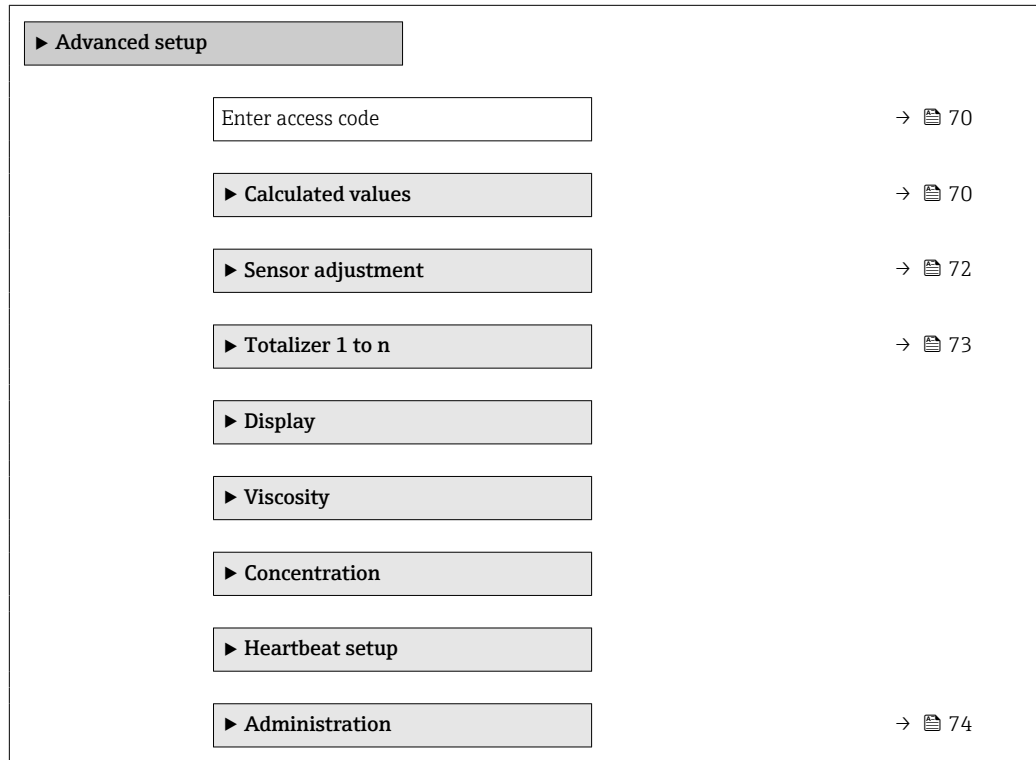 ► Advanced setup
Enter access code → 70
► Calculated values → 70
► Sensor adjustment → 72
► Totalizer 1 to n → 73
► Display
► Viscosity
► Concentration
► Heartbeat setup
► Administration → 74